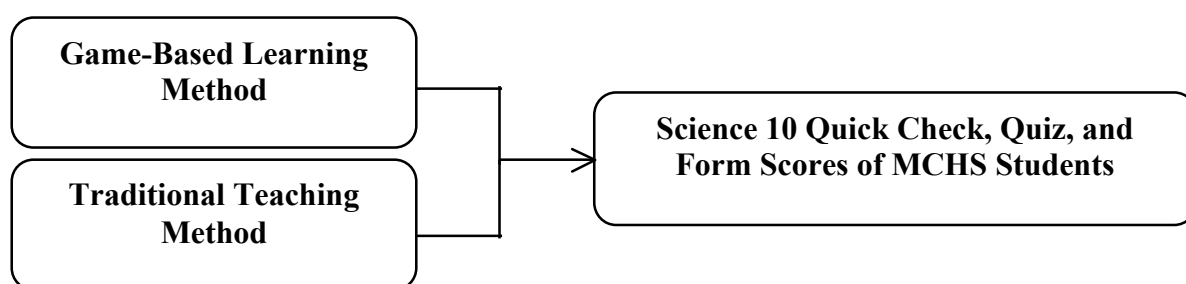 Game-Based Learning
Method
Traditional Teaching
Method
Science 10 Quick Check, Quiz, and
Form Scores of MCHS Students